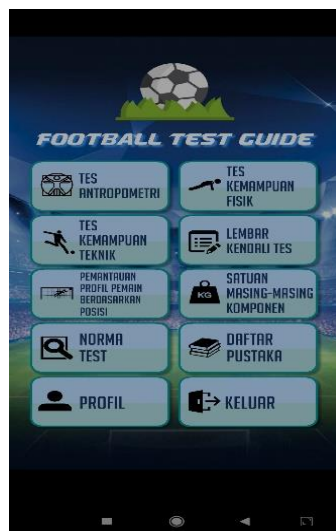 FOOTBALL TEST GUIDE
TES
ANTROPOMETRI
TES
KEMAMPUAN
FISIK
TES
KEMAMPUAN
TEKNIK
LEMBAR
KENDALI TES
PEMANTAUAN
PROFIL PEMAIN
BERDASARKAN
POSISI
KG
SATUAN
MASING-MASING
KOMPONEN
NORMA
TEST
DAFTAR
PUSTAKA
PROFIL
KELUAR